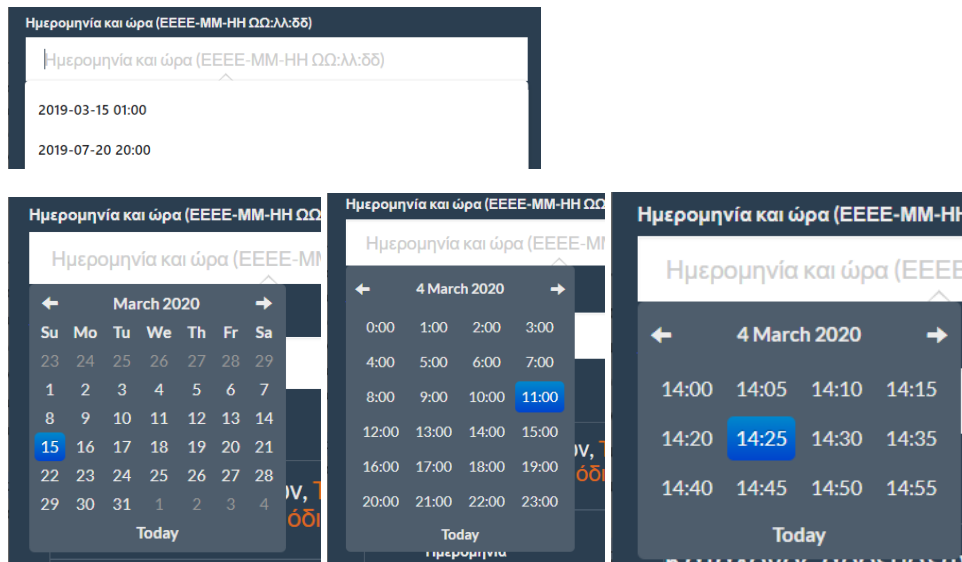 Ημερομηνία και ώρα (ΕΕΕΕ-ΜΜ-ΗΗ ΩΩ:λλ:δδ)
Ημερομηνία και ώρα (ΕΕΕΕ-ΜΜ-ΗΗ ΩΩ:λλ:δδ)
2019-03-15 01:00
2019-07-20 20:00
Ημερομηνία και ώρα (ΕΕΕΕ-ΜΜ-ΗΗ ΩΩ
Ημερομηνία και ώρα (ΕΕΕΕ-ΜΜ
March 2020
Su Mo Tu We Th Fr Sa
23 24 25 26 27 28 29
1 2 3 4 5 6 7
8 9 10 11 12 13 14
15 16 17 18 19 20 21
22 23 24 25 26 27 28
29 30 31 1 2 3 4
Today
Ημερομηνία και ώρα (ΕΕΕΕ-ΜΜ-ΗΗ ΩΩ
Ημερομηνία και ώρα (ΕΕΕΕ-ΜΜ
4 March 2020
0:00 1:00 2:00 3:00
4:00 5:00 6:00 7:00
8:00 9:00 10:00 11:00
12:00 13:00 14:00 15:00
16:00 17:00 18:00 19:00
20:00 21:00 22:00 23:00
Today
Ημερομηνία και ώρα (ΕΕΕΕ-ΜΜ-ΗΗ
Ημερομηνία και ώρα (ΕΕΕΕ
4 March 2020
14:00 14:05 14:10 14:15
14:20 14:25 14:30 14:35
14:40 14:45 14:50 14:55
Today